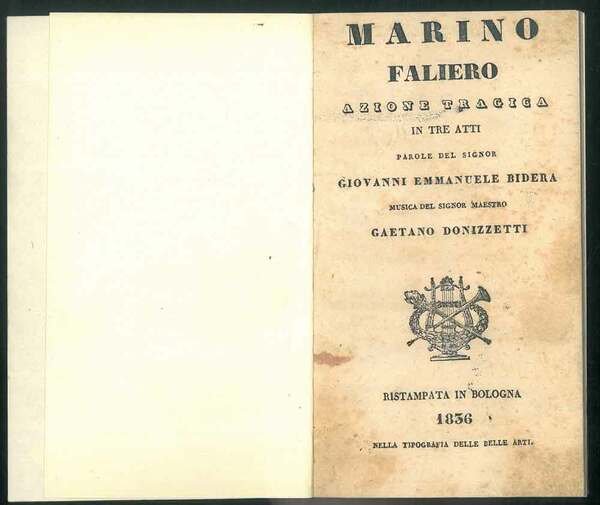 MARINO
FALIERO
AZIONE TRAGICA
IN TRE ATTI
PAROLE DEL SIGNOR
GIOVANNI EMMANUELE BIDERA
MUSICA DEL SIGNOR MAESTRO
GAETANO DONIZZETTI
RISTAMPATA IN BOLOGNA
1836
NELLA TIPOGRAFIA DELLE BELLE ARTI.